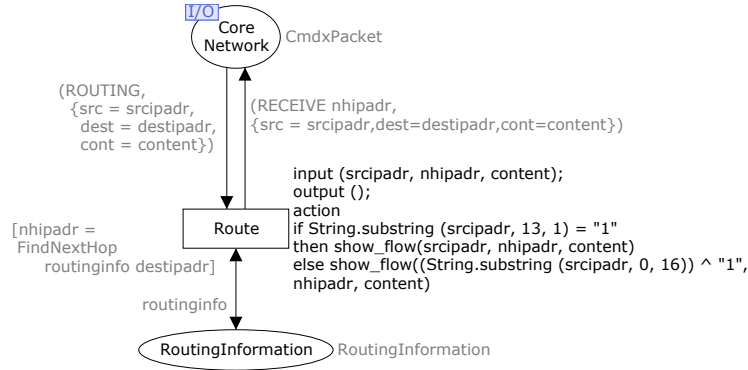 I/O
Core
Network
CmdxPacket
(ROUTING,
{src = srcipadr,
dest = destipadr,
cont = content})
(RECEIVE nhipadr,
{src = srcipadr,dest=destipadr,cont=content})
input (srcipadr, nhipadr, content);
output ();
action
if String.substring (srcipadr, 13, 1) = "1"
then show_flow(srcipadr, nhipadr, content)
else show_flow((String.substring (srcipadr, 0, 16)) ^ "1",
nhipadr, content)
Route
[nhipadr =
FindNextHop
routinginfo destipadr]
routinginfo
RoutingInformation
RoutingInformation